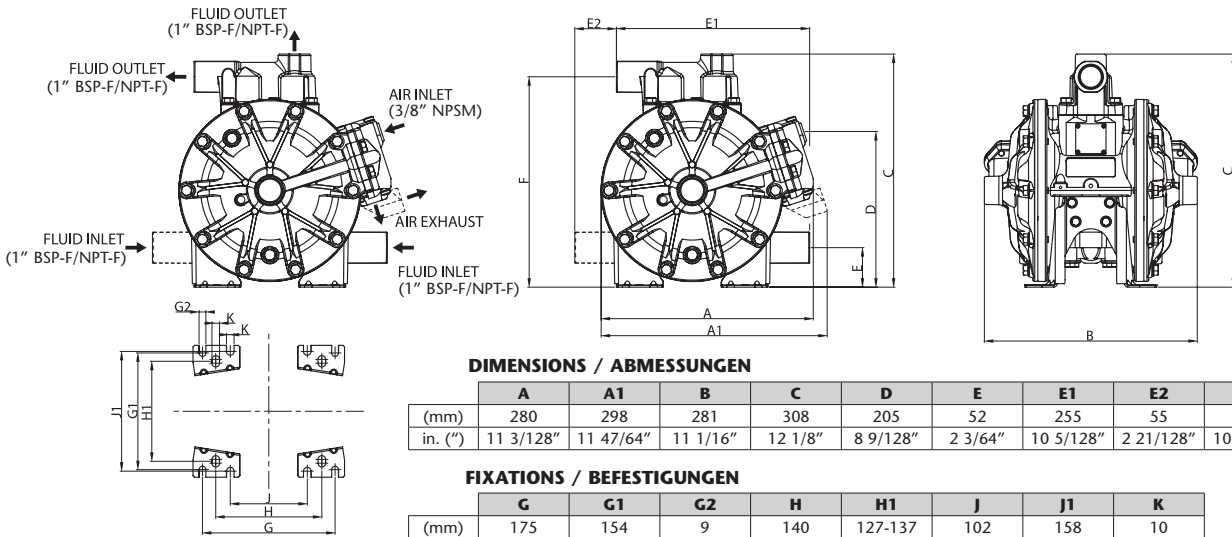 FLUID OUTLET
(1” BSP-F/NPT-F)
FLUID OUTLET
(1” BSP-F/NPT-F)
AIR INLET
(3/8” NPSM)
AIR EXHAUST
FLUID INLET
(1” BSP-F/NPT-F)
FLUID INLET
(1” BSP-F/NPT-F)
E2 E1
F C D E
A
A1
C
B
G2 K
K
J1 G1 H1
J
H
G
DIMENSIONS / ABMESSUNGEN
A A1 B C D E E1 E2
(mm) 280 298 281 308 205 52 255 55
in. (”) 11 3/128” 11 47/64” 11 1/16” 12 1/8” 8 9/128” 2 3/64” 10 5/128” 2 21/128” 10
FIXATIONS / BEFESTIGUNGEN
G G1 G2 H H1 J J1 K
(mm) 175 154 9 140 127-137 102 158 10